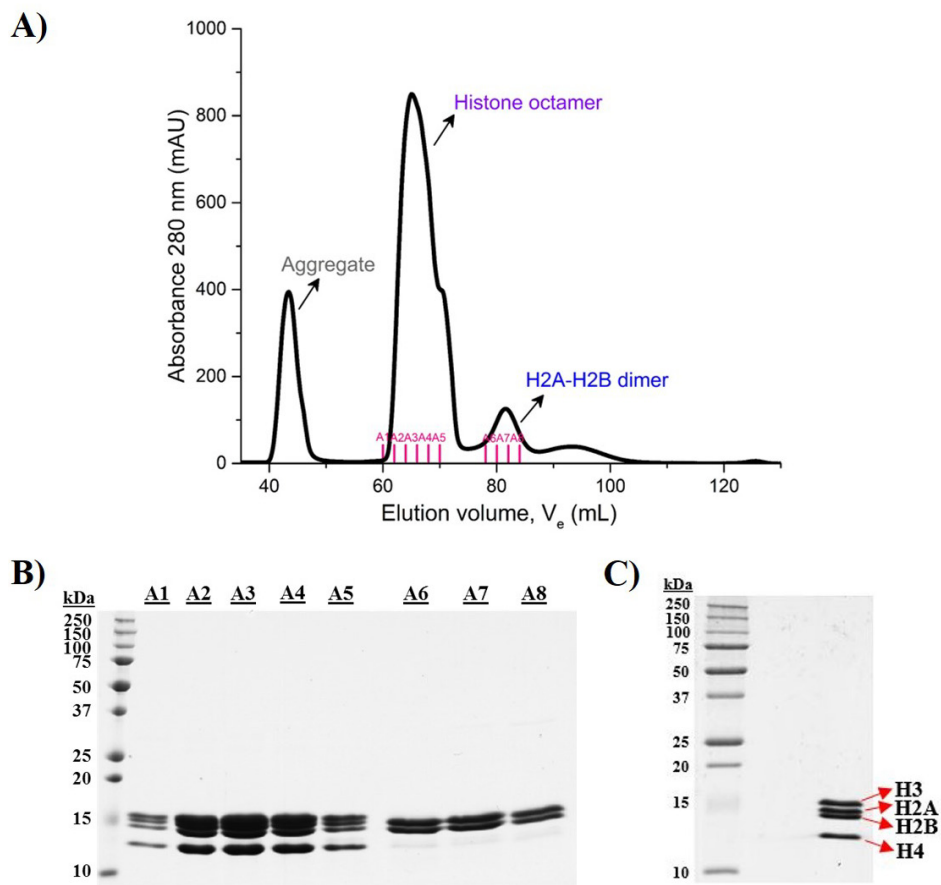 A)
1000
800
600
400
200
0
Absorbance 280 nm (mAU)
Histone octamer
Aggregate
H2A-H2B dimer
A1A2A3A4A5
A6A7A8
40 60 80 100 120
Elution volume, Ve (mL)
B)
kDa A1 A2 A3 A4 A5 A6 A7 A8
250
150
100
75
50
37
25
20
15
10
C)
kDa
250
150
100
75
50
37
25
20
15
10
H3
H2A
H2B
H4